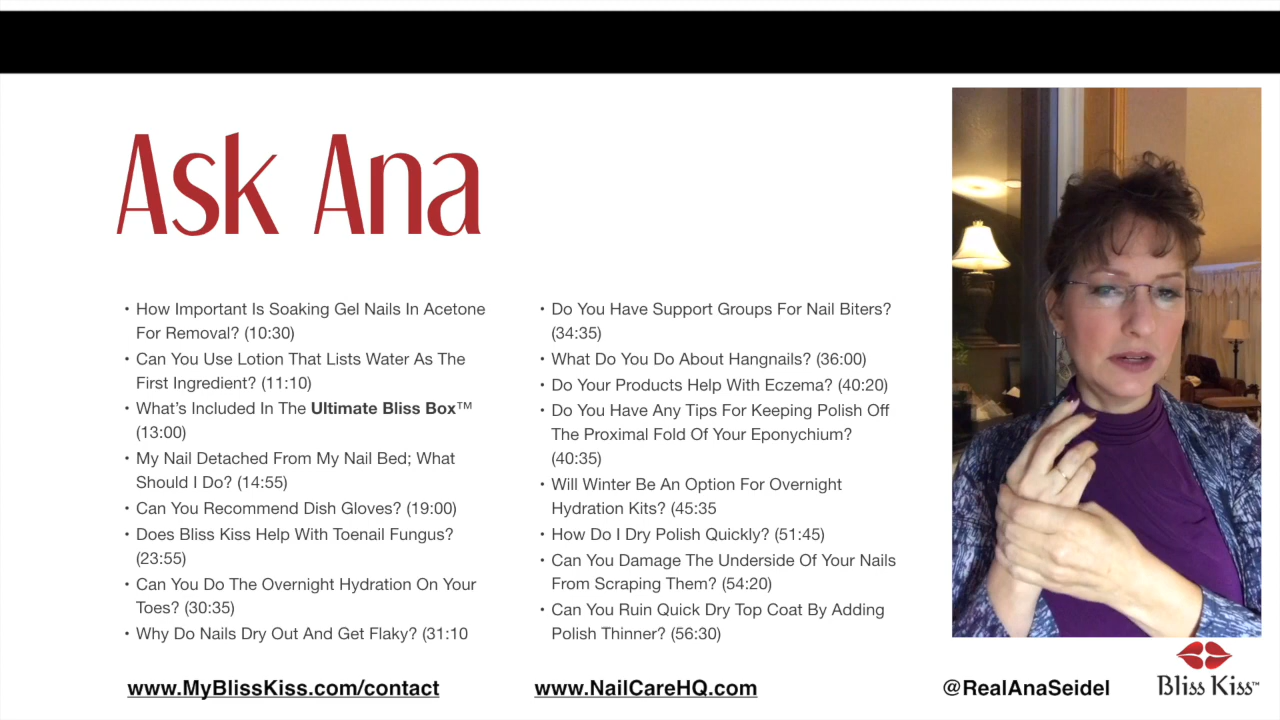 Ask Ana
• How Important Is Soaking Gel Nails In Acetone
For Removal? (10:30)
• Can You Use Lotion That Lists Water As The
First Ingredient? (11:10)
• What's Included In The Ultimate Bliss Box™
(13:00)
• My Nail Detached From My Nail Bed; What
Should I Do? (14:55)
• Can You Recommend Dish Gloves? (19:00)
• Does Bliss Kiss Help With Toenail Fungus?
(23:55)
• Can You Do The Overnight Hydration On Your
Toes? (30:35)
• Why Do Nails Dry Out And Get Flaky? (31:10
• Do You Have Support Groups For Nail Biters?
(34:35)
• What Do You Do About Hangnails? (36:00)
• Do Your Products Help With Eczema? (40:20)
• Do You Have Any Tips For Keeping Polish Off
The Proximal Fold Of Your Eponychium?
(40:35)
• Will Winter Be An Option For Overnight
Hydration Kits? (45:35
• How Do I Dry Polish Quickly? (51:45)
• Can You Damage The Underside Of Your Nails
From Scraping Them? (54:20)
• Can You Ruin Quick Dry Top Coat By Adding
Polish Thinner? (56:30)
www.MyBlissKiss.com/contact
www.NailCareHQ.com
@RealAnaSeidel
Bliss Kiss™